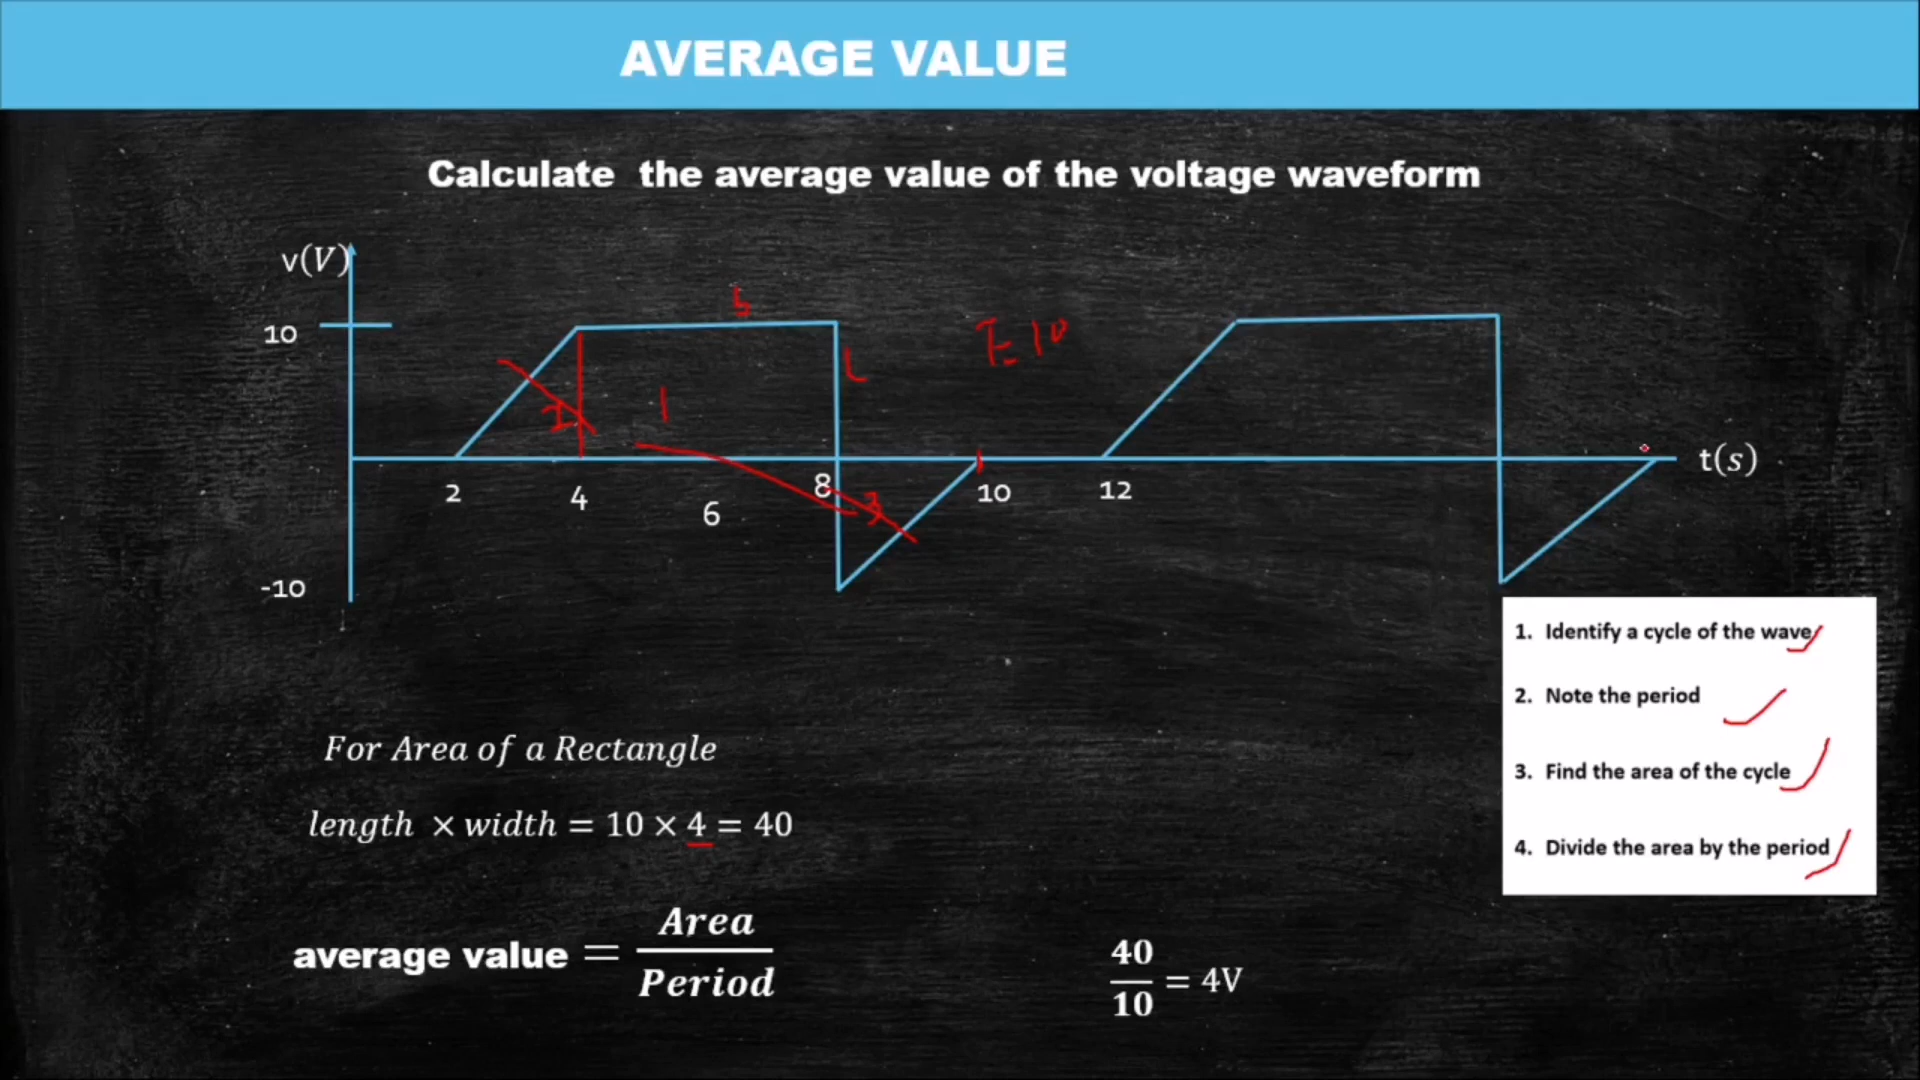 AVERAGE VALUE
Calculate the average value of the voltage waveform
v(V)
10
b
L
T=10
2
1
3
2
4
6
8
10
12
t(s)
-10
1. Identify a cycle of the wave
2. Note the period
3. Find the area of the cycle
4. Divide the area by the period
For Area of a Rectangle
length × width = 10 × 4 = 40
average value = Area
Period
40
10 = 4V